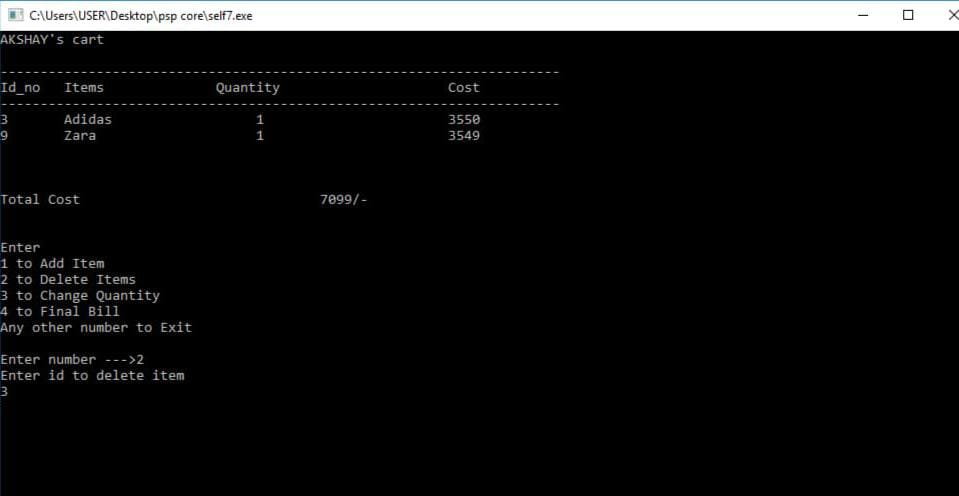 C:\Users\USER\Desktop\psp core\self7.exe
AKSHAY's cart
----------------------------------------------------------------------
Id_no   Items              Quantity                     Cost
----------------------------------------------------------------------
3       Adidas                  1                       3550
9       Zara                    1                       3549
Total Cost                              7099/-
Enter
1 to Add Item
2 to Delete Items
3 to Change Quantity
4 to Final Bill
Any other number to Exit
Enter number --->2
Enter id to delete item
3